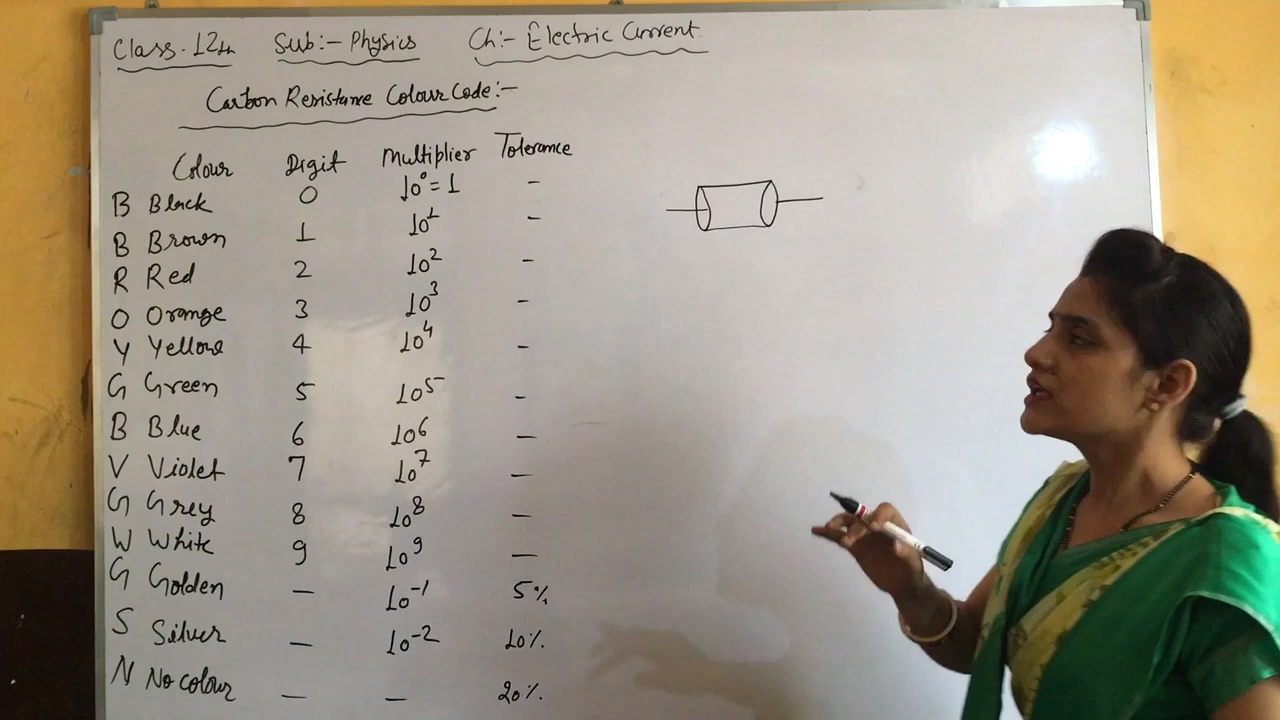 Class. 12th Sub:- Physics Ch:- Electric Current
Carbon Resistance Colour Code:-
Colour Digit Multiplier Tolerance
B Black 0 10⁰ = 1 -
B Brown 1 10¹ -
R Red 2 10² -
O Orange 3 10³ -
Y Yellow 4 10⁴ -
G Green 5 10⁵ -
B Blue 6 10⁶ -
V Violet 7 10⁷ -
G Grey 8 10⁸ -
W White 9 10⁹ -
G Golden - 10⁻¹ 5%
S Silver - 10⁻² 10%.
N No colour - - 20%.